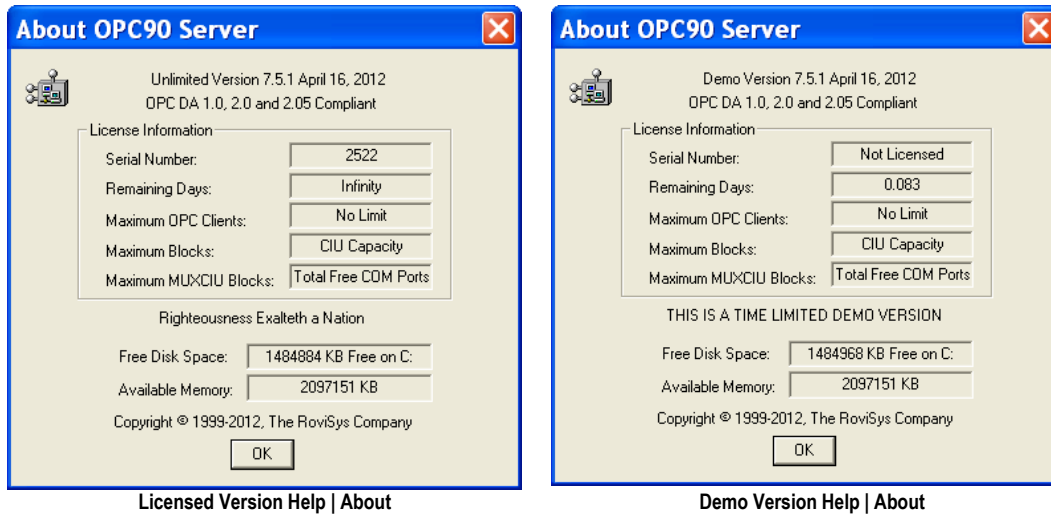 About OPC90 Server
Unlimited Version 7.5.1 April 16, 2012
OPC DA 1.0, 2.0 and 2.05 Compliant
License Information
Serial Number: 2522
Remaining Days: Infinity
Maximum OPC Clients: No Limit
Maximum Blocks: CIU Capacity
Maximum MUXCIU Blocks: Total Free COM Ports
Righteousness Exalteth a Nation
Free Disk Space: 1484884 KB Free on C:
Available Memory: 2097151 KB
Copyright © 1999-2012, The RoviSys Company
OK
Licensed Version Help | About
About OPC90 Server
Demo Version 7.5.1 April 16, 2012
OPC DA 1.0, 2.0 and 2.05 Compliant
License Information
Serial Number: Not Licensed
Remaining Days: 0.083
Maximum OPC Clients: No Limit
Maximum Blocks: CIU Capacity
Maximum MUXCIU Blocks: Total Free COM Ports
THIS IS A TIME LIMITED DEMO VERSION
Free Disk Space: 1484968 KB Free on C:
Available Memory: 2097151 KB
Copyright © 1999-2012, The RoviSys Company
OK
Demo Version Help | About